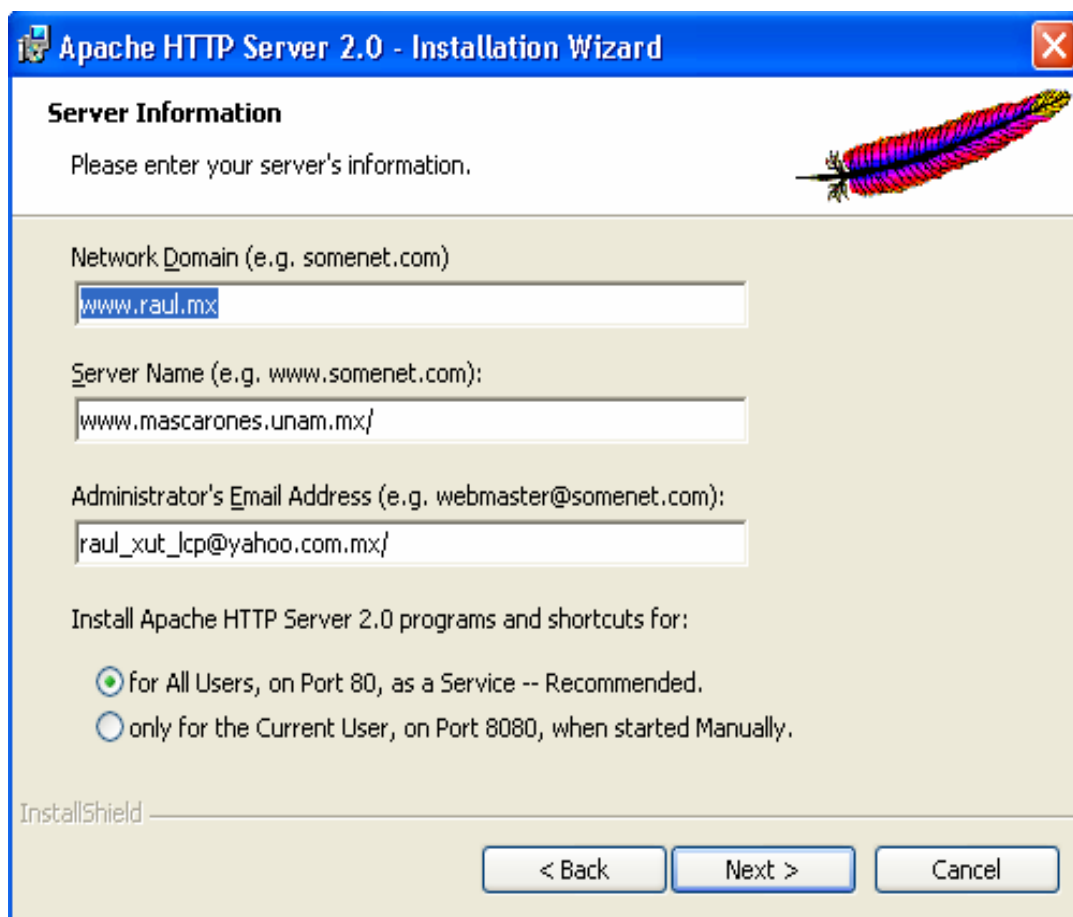 Apache HTTP Server 2.0 - Installation Wizard
Server Information
Please enter your server's information.
Network Domain (e.g. somenet.com)
www.raul.mx
Server Name (e.g. www.somenet.com):
www.mascarones.unam.mx/
Administrator's Email Address (e.g. webmaster@somenet.com):
raul_xut_lcp@yahoo.com.mx/
Install Apache HTTP Server 2.0 programs and shortcuts for:
for All Users, on Port 80, as a Service -- Recommended.
only for the Current User, on Port 8080, when started Manually.
InstallShield
< Back Next > Cancel